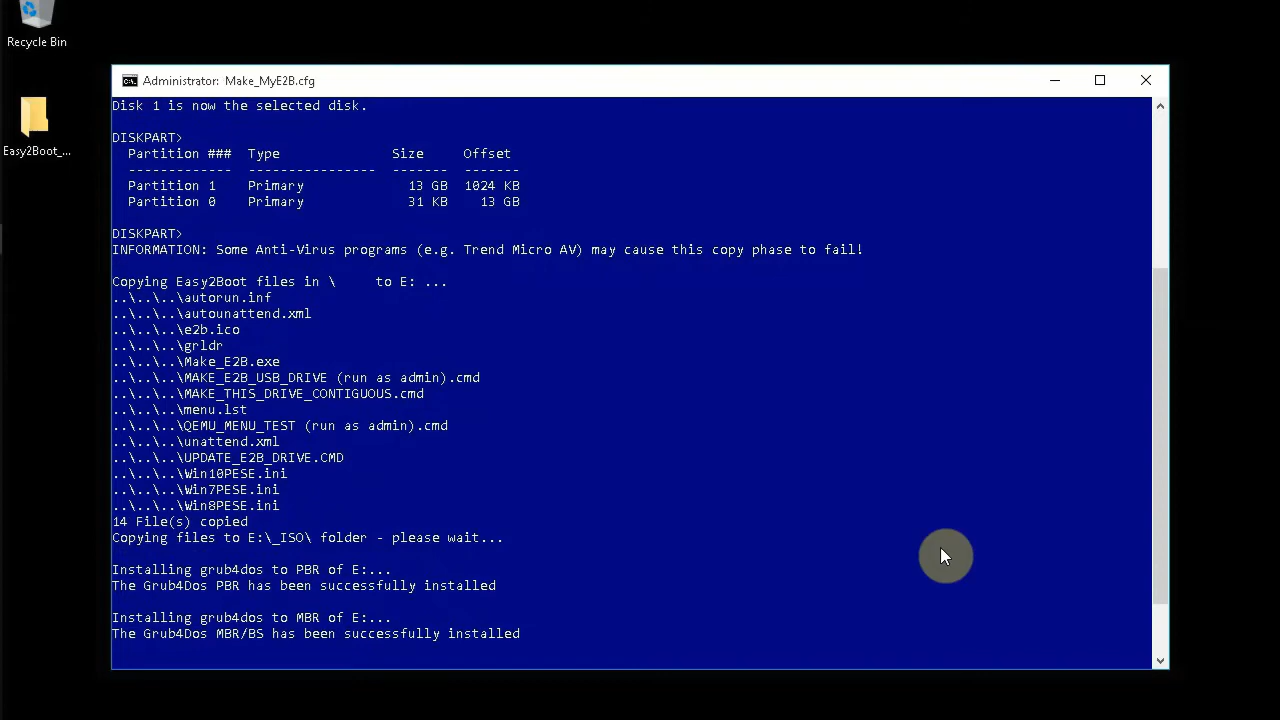 Recycle Bin
Easy2Boot_...
Administrator: Make_MyE2B.cfg
Disk 1 is now the selected disk.
DISKPART>
Partition ### Type Size Offset
------------- ---------------- ------- -------
Partition 1 Primary 13 GB 1024 KB
Partition 0 Primary 31 KB 13 GB
DISKPART>
INFORMATION: Some Anti-Virus programs (e.g. Trend Micro AV) may cause this copy phase to fail!
Copying Easy2Boot files in \ to E: ...
..\..\..\autorun.inf
..\..\..\autounattend.xml
..\..\..\e2b.ico
..\..\..\grldr
..\..\..\Make_E2B.exe
..\..\..\MAKE_E2B_USB_DRIVE (run as admin).cmd
..\..\..\MAKE_THIS_DRIVE_CONTIGUOUS.cmd
..\..\..\menu.lst
..\..\..\QEMU_MENU_TEST (run as admin).cmd
..\..\..\unattend.xml
..\..\..\UPDATE_E2B_DRIVE.CMD
..\..\..\Win10PESE.ini
..\..\..\Win7PESE.ini
..\..\..\Win8PESE.ini
14 File(s) copied
Copying files to E:\_ISO\ folder - please wait...
Installing grub4dos to PBR of E:...
The Grub4Dos PBR has been successfully installed
Installing grub4dos to MBR of E:...
The Grub4Dos MBR/BS has been successfully installed